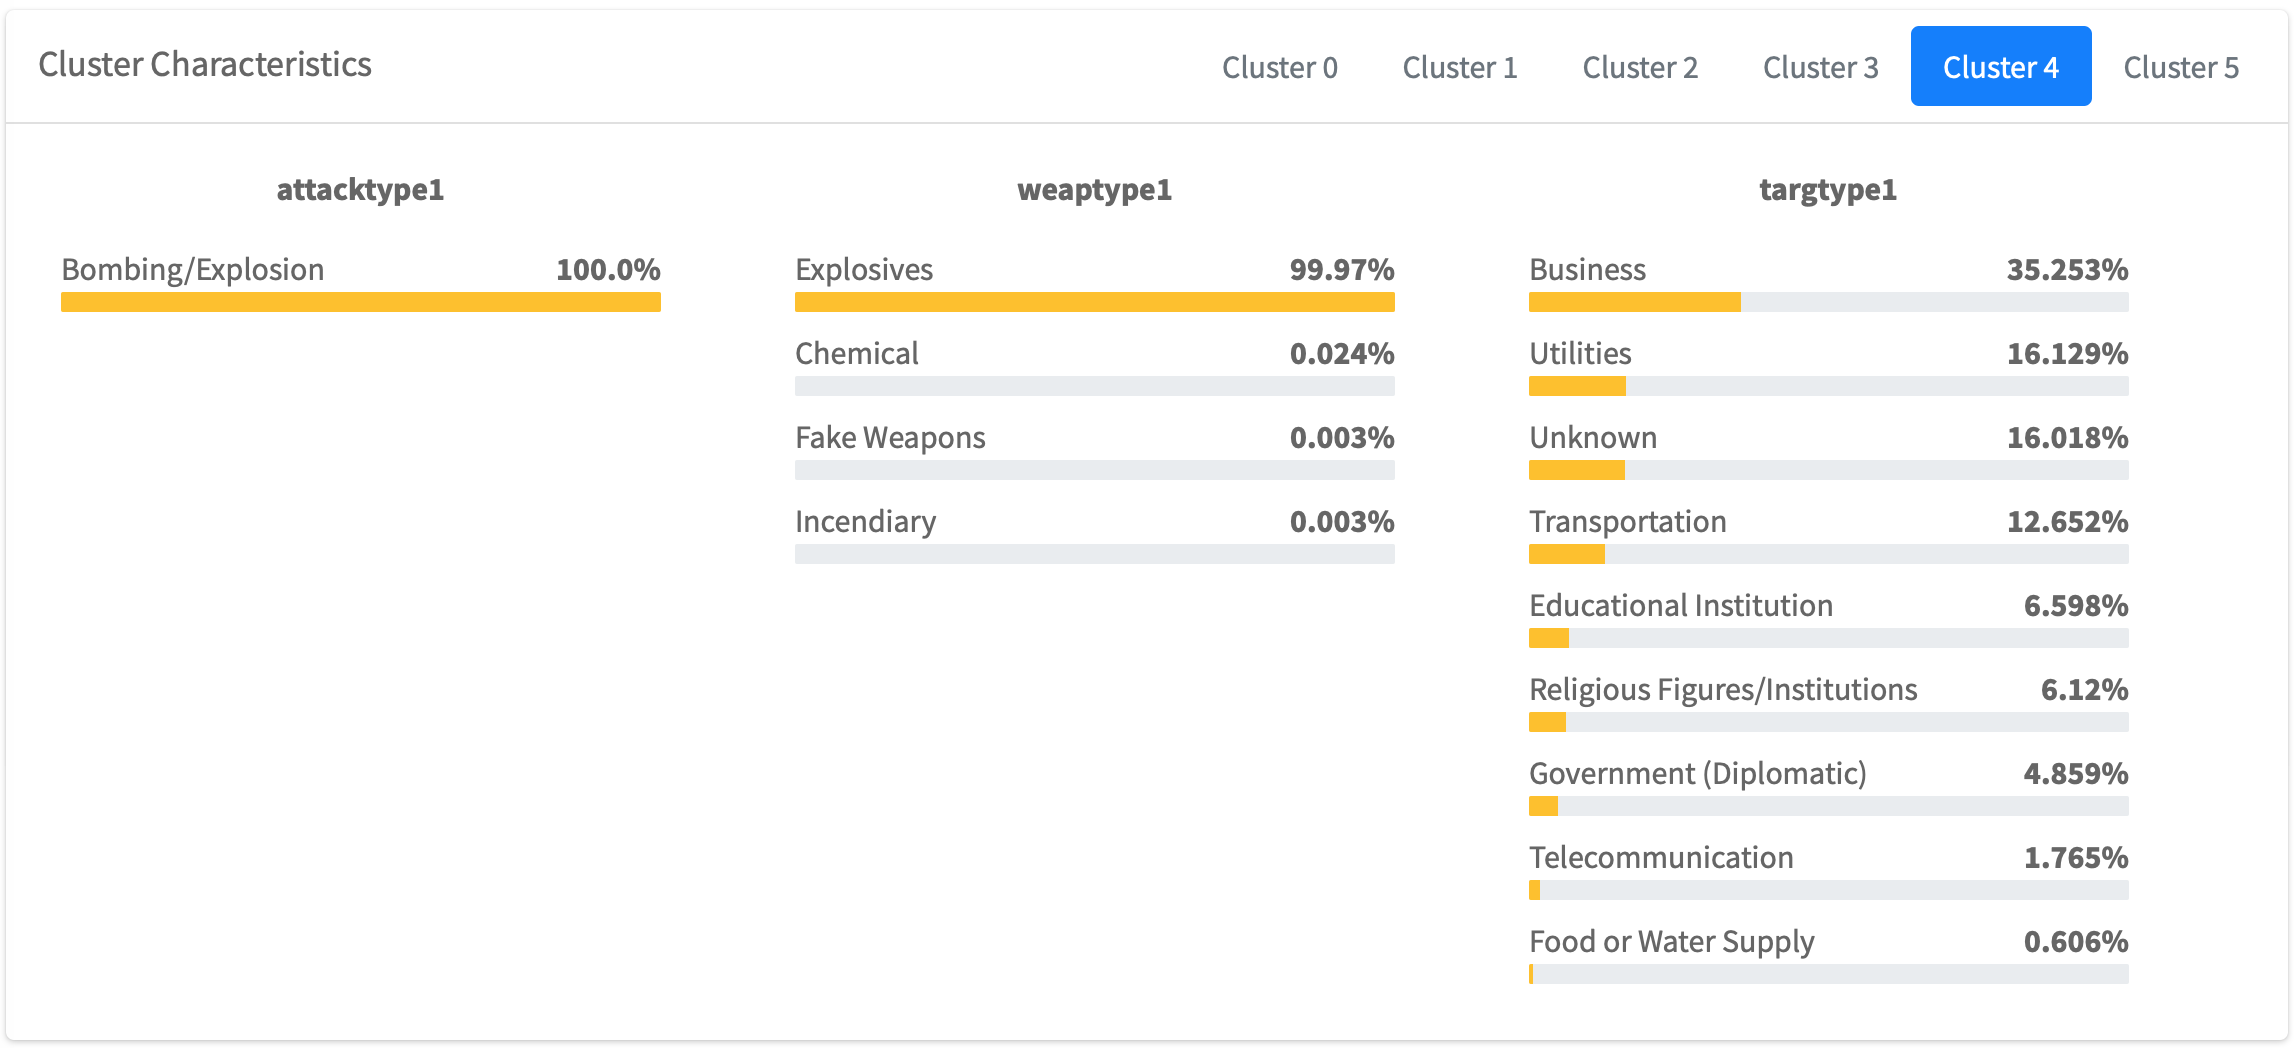 Cluster Characteristics
Cluster 0
Cluster 1
Cluster 2
Cluster 3
Cluster 4
Cluster 5
attacktype1
Bombing/Explosion 100.0%
weaptype1
Explosives 99.97%
Chemical 0.024%
Fake Weapons 0.003%
Incendiary 0.003%
targtype1
Business 35.253%
Utilities 16.129%
Unknown 16.018%
Transportation 12.652%
Educational Institution 6.598%
Religious Figures/Institutions 6.12%
Government (Diplomatic) 4.859%
Telecommunication 1.765%
Food or Water Supply 0.606%